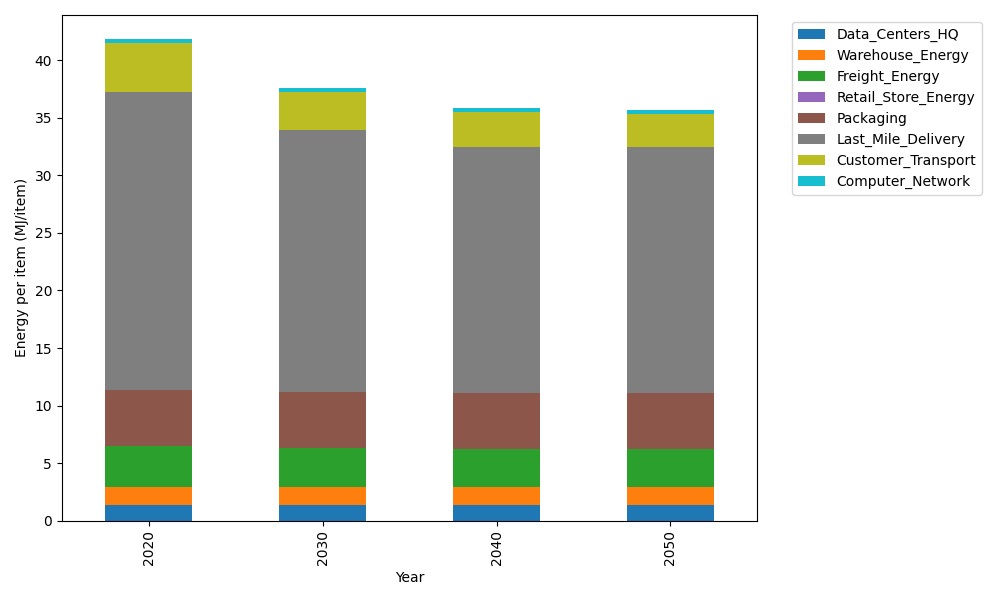 40
35
30
25
20
15
10
5
0
Energy per item (MJ/item)
2020
2030
2040
2050
Year
Data_Centers_HQ
Warehouse_Energy
Freight_Energy
Retail_Store_Energy
Packaging
Last_Mile_Delivery
Customer_Transport
Computer_Network